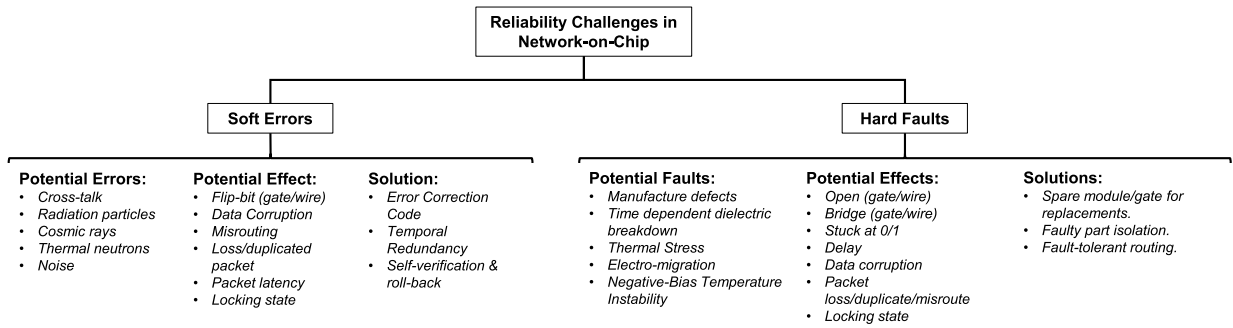 Reliability Challenges in
Network-on-Chip
Soft Errors
Hard Faults
Potential Errors:
• Cross-talk
• Radiation particles
• Cosmic rays
• Thermal neutrons
• Noise
Potential Effect:
• Flip-bit (gate/wire)
• Data Corruption
• Misrouting
• Loss/duplicated
packet
• Packet latency
• Locking state
Solution:
• Error Correction
Code
• Temporal
Redundancy
• Self-verification &
roll-back
Potential Faults:
• Manufacture defects
• Time dependent dielectric
breakdown
• Thermal Stress
• Electro-migration
• Negative-Bias Temperature
Instability
Potential Effects:
• Open (gate/wire)
• Bridge (gate/wire)
• Stuck at 0/1
• Delay
• Data corruption
• Packet
loss/duplicate/misroute
• Locking state
Solutions:
• Spare module/gate for
replacements.
• Faulty part isolation.
• Fault-tolerant routing.